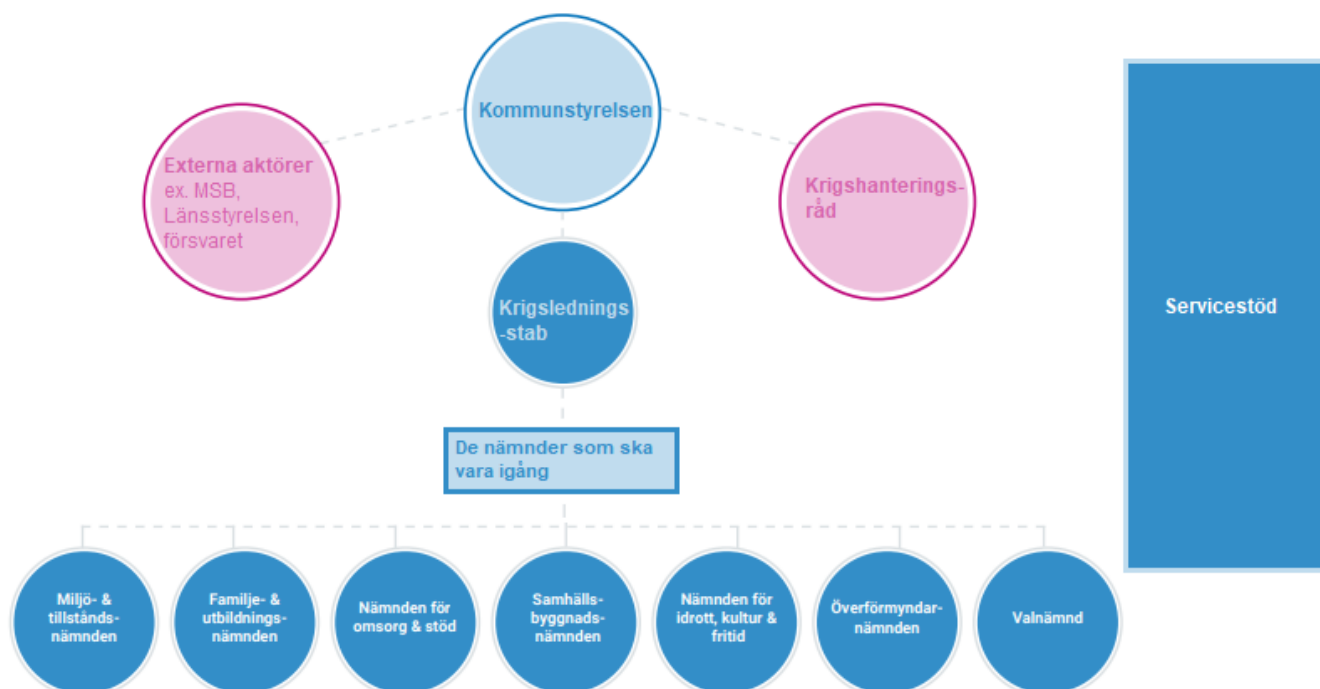 Kommunstyrelsen
Externa aktörer
ex. MSB,
Länsstyrelsen,
försvaret
Krigshanterings-
råd
Krigslednings
-stab
Servicestöd
De nämnder som ska
vara igång
Miljö- &
tillstånds-
nämnden
Familje- &
utbildnings-
nämnden
Nämnden för
omsorg & stöd
Samhälls-
byggnads-
nämnden
Nämnden för
idrott, kultur &
fritid
Överförmyndar-
nämnden
Valnämnd